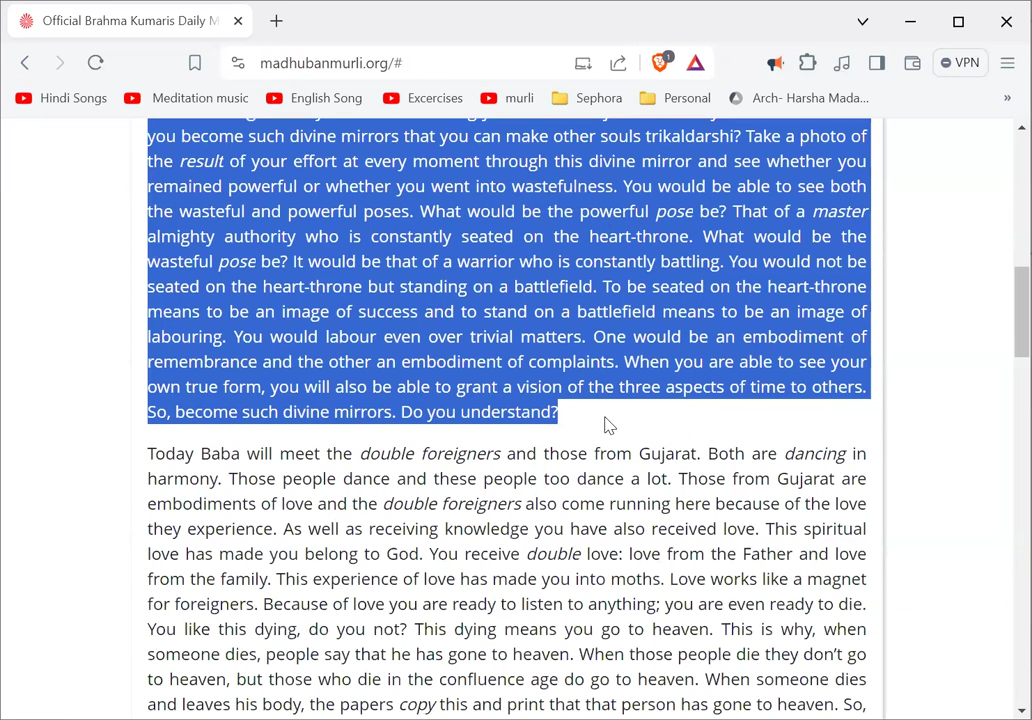 Official Brahma Kumaris Daily M
madhubanmurli.org/#
1
VPN
Hindi Songs
Meditation music
English Song
Excercises
murli
Sephora
Personal
Arch- Harsha Mada...
»
you become such divine mirrors that you can make other souls trikaldarshi? Take a photo of
the result of your effort at every moment through this divine mirror and see whether you
remained powerful or whether you went into wastefulness. You would be able to see both
the wasteful and powerful poses. What would be the powerful pose be? That of a master
almighty authority who is constantly seated on the heart-throne. What would be the
wasteful pose be? It would be that of a warrior who is constantly battling. You would not be
seated on the heart-throne but standing on a battlefield. To be seated on the heart-throne
means to be an image of success and to stand on a battlefield means to be an image of
labouring. You would labour even over trivial matters. One would be an embodiment of
remembrance and the other an embodiment of complaints. When you are able to see your
own true form, you will also be able to grant a vision of the three aspects of time to others.
So, become such divine mirrors. Do you understand?
Today Baba will meet the double foreigners and those from Gujarat. Both are dancing in
harmony. Those people dance and these people too dance a lot. Those from Gujarat are
embodiments of love and the double foreigners also come running here because of the love
they experience. As well as receiving knowledge you have also received love. This spiritual
love has made you belong to God. You receive double love: love from the Father and love
from the family. This experience of love has made you into moths. Love works like a magnet
for foreigners. Because of love you are ready to listen to anything; you are even ready to die.
You like this dying, do you not? This dying means you go to heaven. This is why, when
someone dies, people say that he has gone to heaven. When those people die they don't go
to heaven, but those who die in the confluence age do go to heaven. When someone dies
and leaves his body, the papers copy this and print that that person has gone to heaven. So,